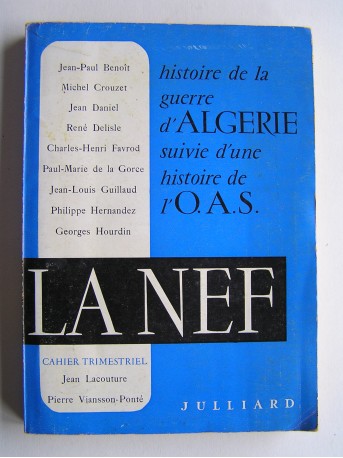 Jean-Paul Benoît
Michel Crouzet
Jean Daniel
René Delisle
Charles-Henri Favrod
Paul-Marie de la Gorce
Jean-Louis Guillaud
Philippe Hernandez
Georges Hourdin
histoire de la
guerre
d'ALGERIE
suivie d'une
histoire de
l'O.A.S.
LA NEF
CAHIER TRIMESTRIEL
Jean Lacouture
Pierre Viansson-Ponté
JULLIARD